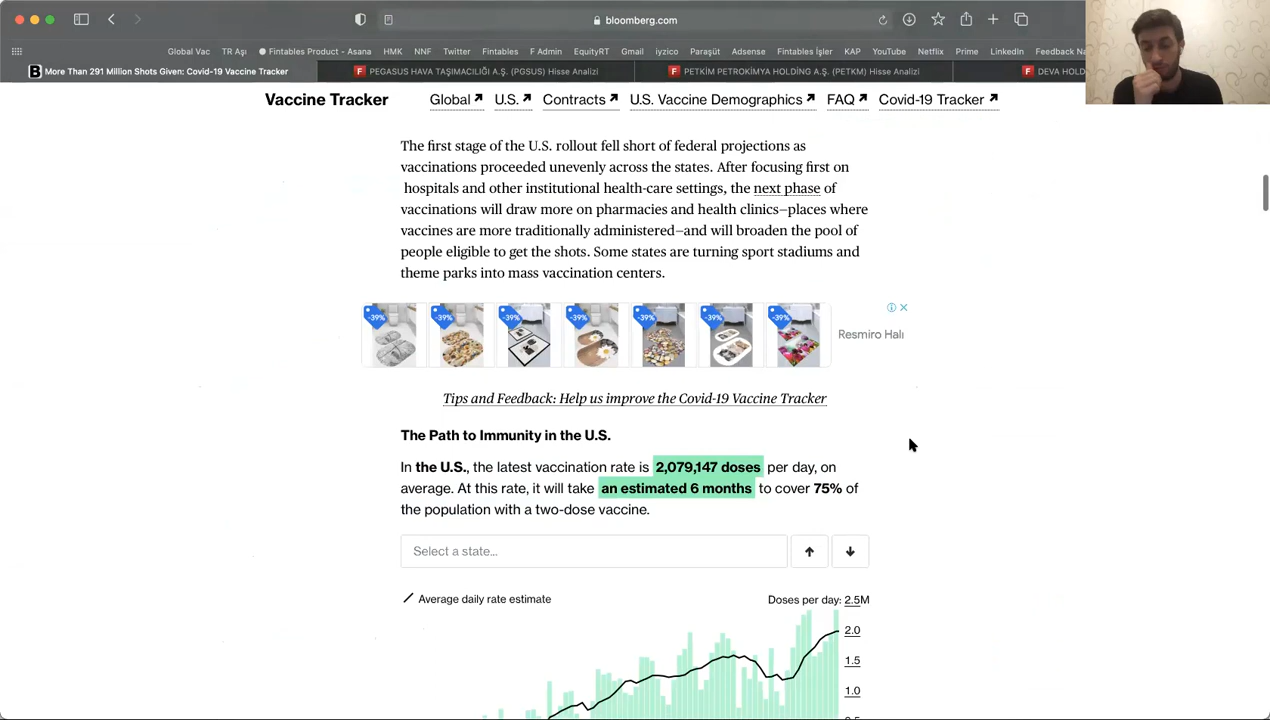 bloomberg.com
Global Vac TR Aşı Fintables Product - Asana HMK NNF Twitter Fintables F Admin EquityRT Gmail iyzico Paraşüt Adsense Fintables İşler KAP YouTube Netflix Prime LinkedIn Feedback Na
B More Than 291 Million Shots Given: Covid-19 Vaccine Tracker
F PEGASUS HAVA TAŞIMACILIĞI A.Ş. (PGSUS) Hisse Analizi
F PETKİM PETROKİMYA HOLDİNG A.Ş. (PETKM) Hisse Analizi
F DEVA HOLD
Vaccine Tracker
Global U.S. Contracts U.S. Vaccine Demographics FAQ Covid-19 Tracker
The first stage of the U.S. rollout fell short of federal projections as
vaccinations proceeded unevenly across the states. After focusing first on
hospitals and other institutional health-care settings, the next phase of
vaccinations will draw more on pharmacies and health clinics—places where
vaccines are more traditionally administered—and will broaden the pool of
people eligible to get the shots. Some states are turning sport stadiums and
theme parks into mass vaccination centers.
-39% -39% -39% -39% -39% -39% -39%
Resmiro Halı
Tips and Feedback: Help us improve the Covid-19 Vaccine Tracker
The Path to Immunity in the U.S.
In the U.S., the latest vaccination rate is 2,079,147 doses per day, on
average. At this rate, it will take an estimated 6 months to cover 75% of
the population with a two-dose vaccine.
Select a state...
Average daily rate estimate
Doses per day: 2.5M
2.0
1.5
1.0